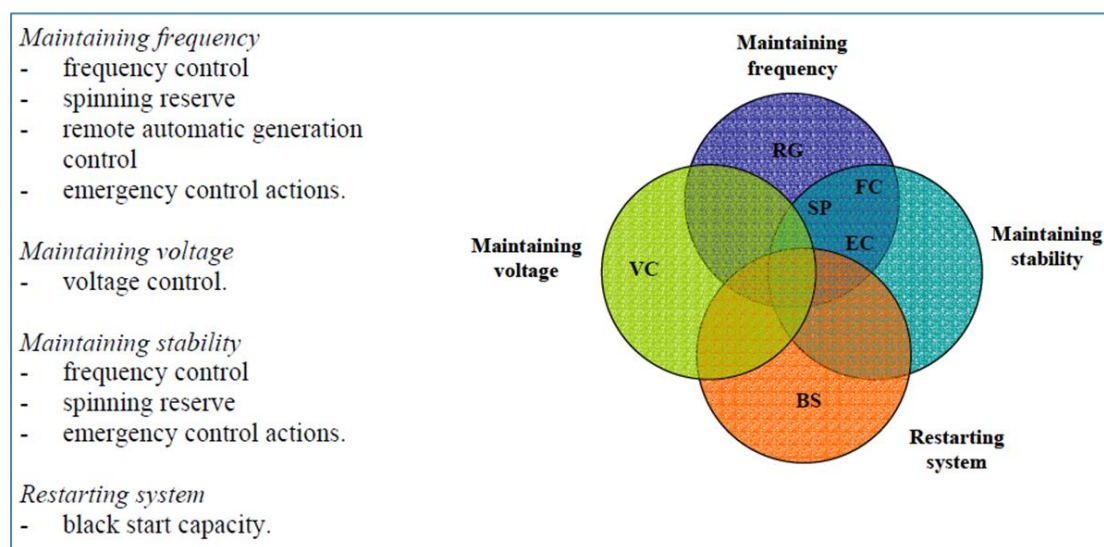 Maintaining frequency
- frequency control
- spinning reserve
- remote automatic generation
control
- emergency control actions.
Maintaining voltage
- voltage control.
Maintaining stability
- frequency control
- spinning reserve
- emergency control actions.
Restarting system
- black start capacity.
Maintaining
frequency
RG
FC
SP
EC
Maintaining
voltage
VC
Maintaining
stability
BS
Restarting
system